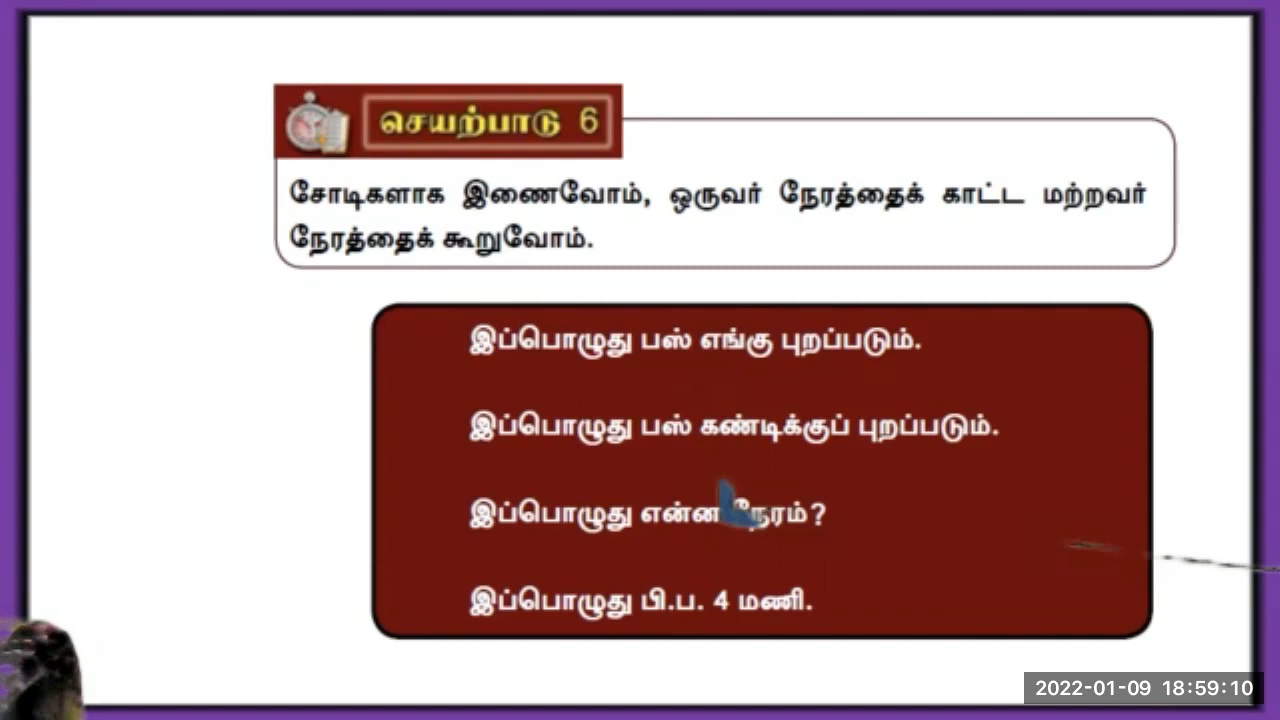 செயற்பாடு 6
சோடிகளாக இணைவோம், ஒருவர் நேரத்தைக் காட்ட மற்றவர்
நேரத்தைக் கூறுவோம்.
இப்பொழுது பஸ் எங்கு புறப்படும்.
இப்பொழுது பஸ் கண்டிக்குப் புறப்படும்.
இப்பொழுது என்ன நேரம்?
இப்பொழுது பி.ப. 4 மணி.
2022-01-09 18:59:10